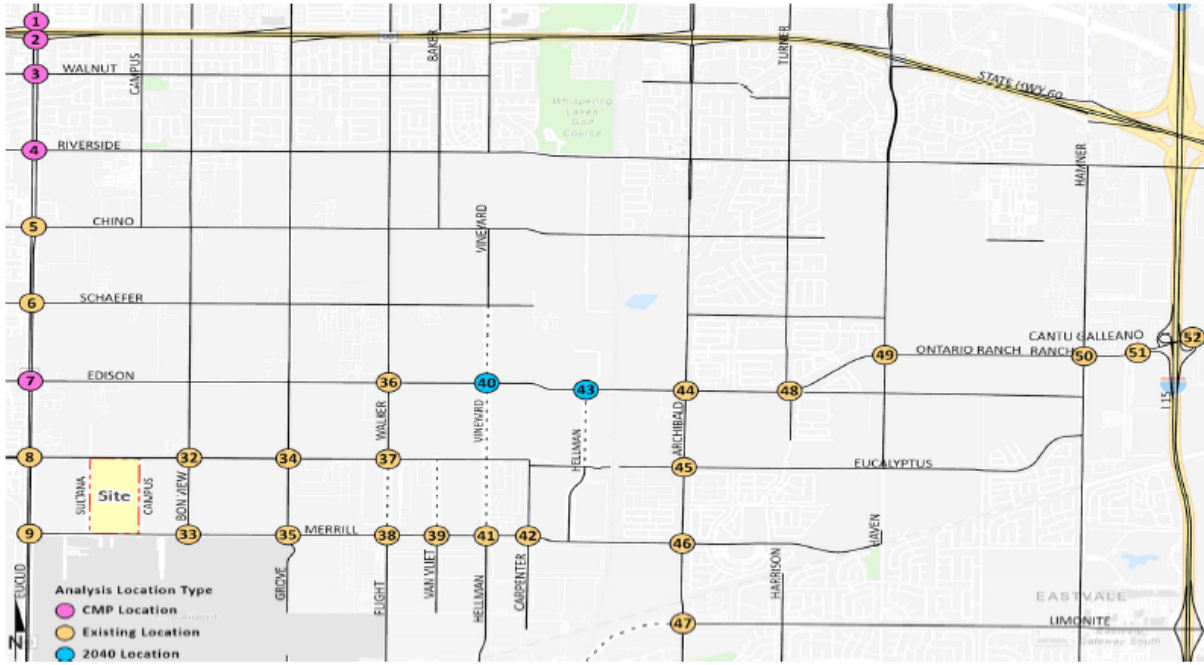 1
2
3
WALNUT
CAMPUS
BAKER
TURNER
STATE HWY 60
Whispering
Lakes
Golf
Course
4
RIVERSIDE
HAMNER
5
CHINO
VINEYARD
6
SCHAEFER
CANTU GALLEANO
52
49
ONTARIO RANCH
RANCH
50
51
7
EDISON
36
40
43
44
48
I 15
WALKER
VINEYARD
HELLMAN
ARCHIBALD
8
32
34
37
45
EUCALYPTUS
SULTANA
Site
CAMPUS
BON VIEW
9
33
35
MERRILL
38
39
41
42
46
HAVEN
EUCLID
GROVE
FLIGHT
VAN VLIET
HELLMAN
CARPENTER
HARRISON
EASTVALE
47
LIMONITE
Eastvale
Gateway South
Analysis Location Type
CMP Location
Existing Location
2040 Location
N